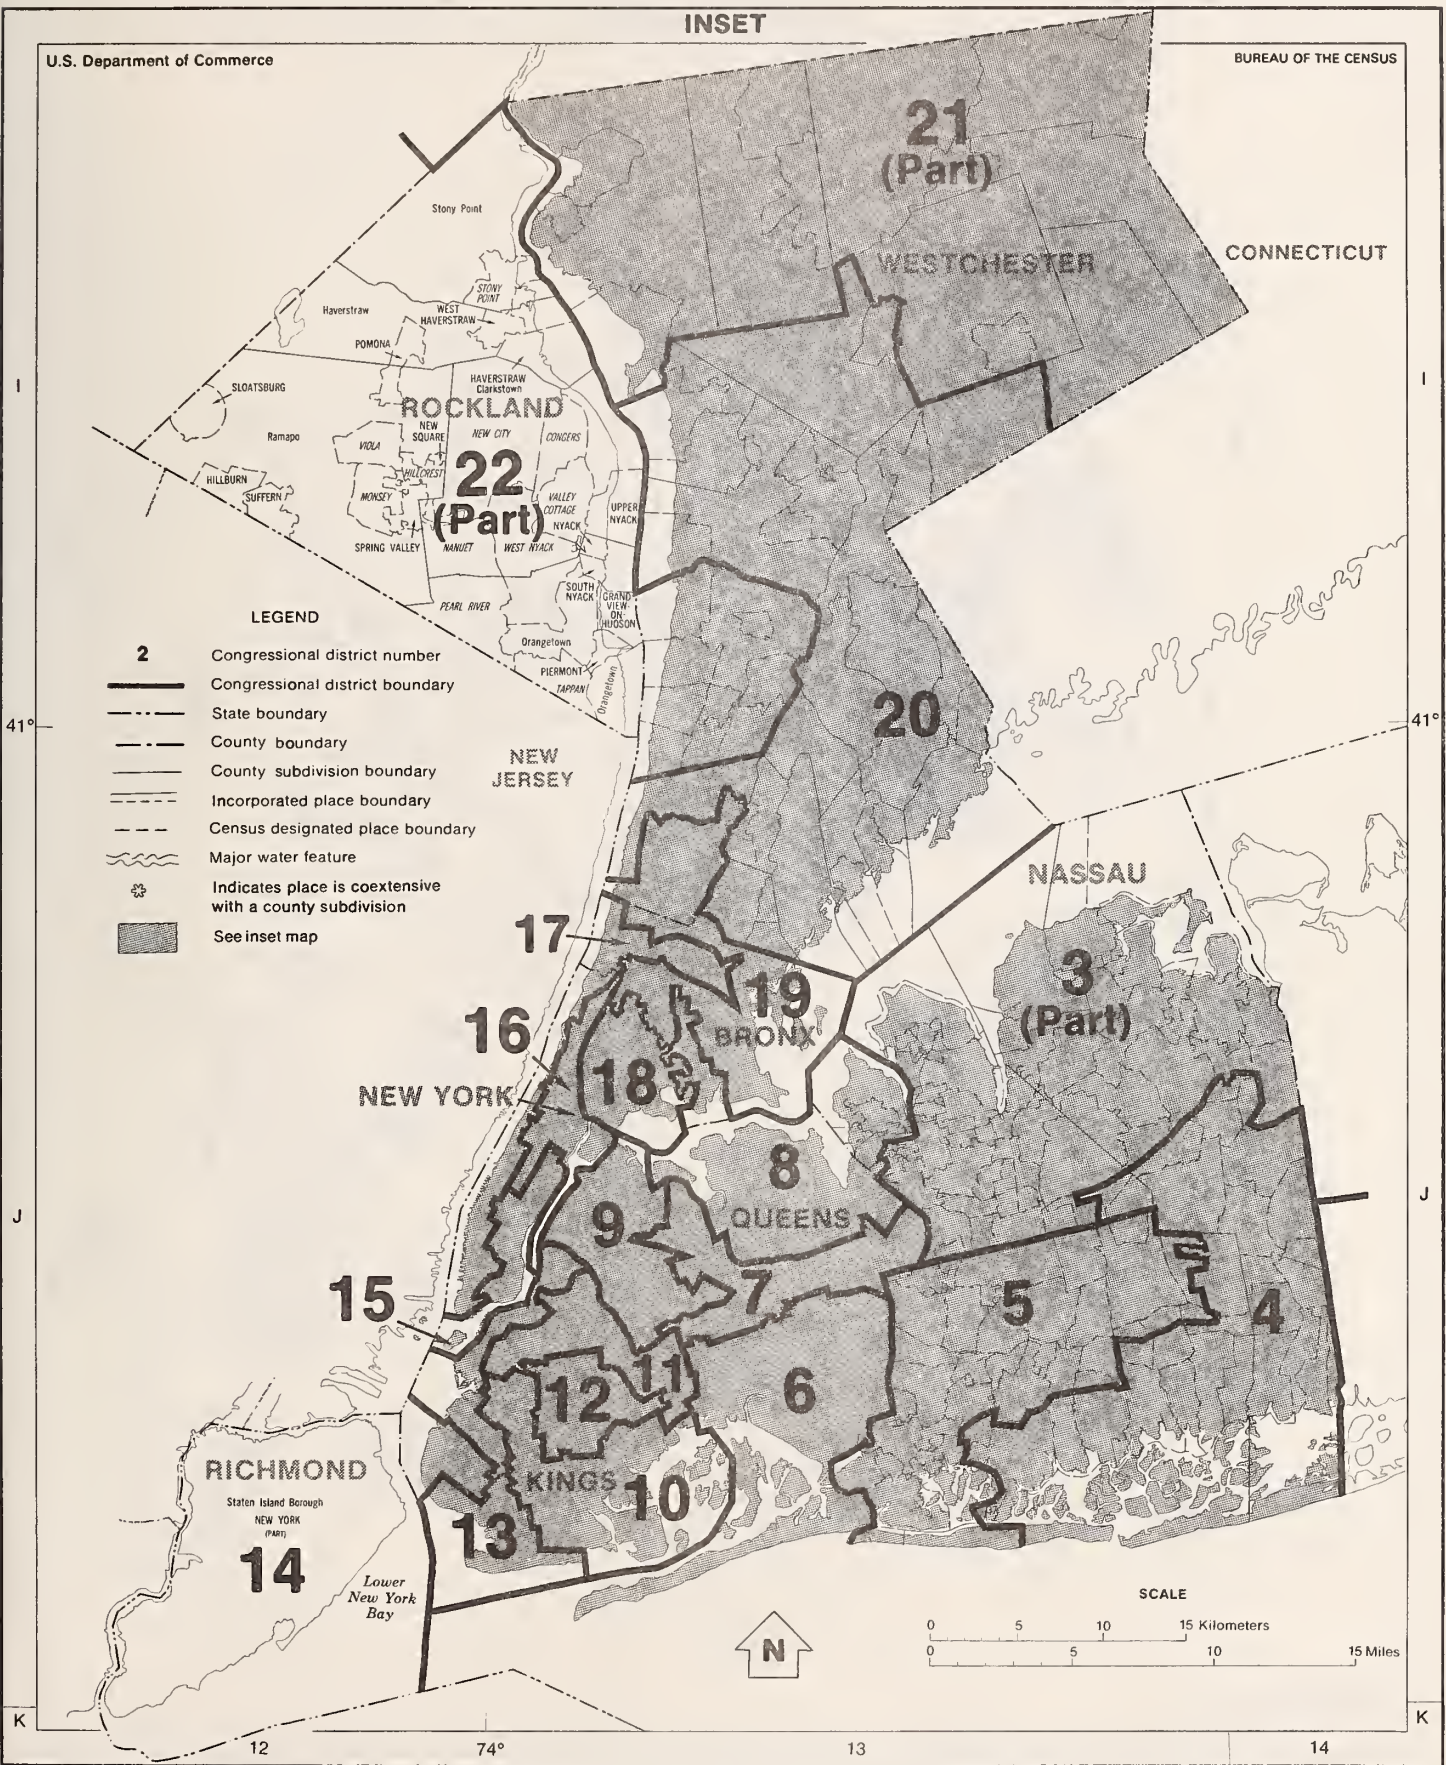 INSET
U.S. Department of Commerce
BUREAU OF THE CENSUS
21
(Part)
WESTCHESTER
CONNECTICUT
Stony Point
STONY
POINT
Haverstraw
WEST
HAVERSTRAW
POMONA
I
I
HAVERSTRAW
Clarkstown
SLOATSBURG
ROCKLAND
Ramapo
NEW
SQUARE
NEW CITY
CONGERS
VIOLA
22
(Part)
HILLCREST
HILLBURN
SUFFERN
MONSEY
VALLEY
COTTAGE
UPPER
NYACK
NYACK
SPRING VALLEY
NANUET
WEST NYACK
SOUTH
NYACK
GRAND
VIEW-
ON-
HUDSON
PEARL RIVER
Orangetown
PIERMONT
TAPPAN
Orangetown
LEGEND
2 Congressional district number
Congressional district boundary
State boundary
County boundary
County subdivision boundary
Incorporated place boundary
Census designated place boundary
Major water feature
Indicates place is coextensive
with a county subdivision
See inset map
41°
41°
20
NEW
JERSEY
NASSAU
17
19
BRONX
3
(Part)
16
18
NEW YORK
8
QUEENS
9
J
J
7
15
5
4
11
12
6
RICHMOND
Staten Island Borough
NEW YORK
(PART)
14
KINGS
10
13
Lower
New York
Bay
SCALE
0 5 10 15 Kilometers
0 5 10 15 Miles
N
K
K
12
74°
13
14